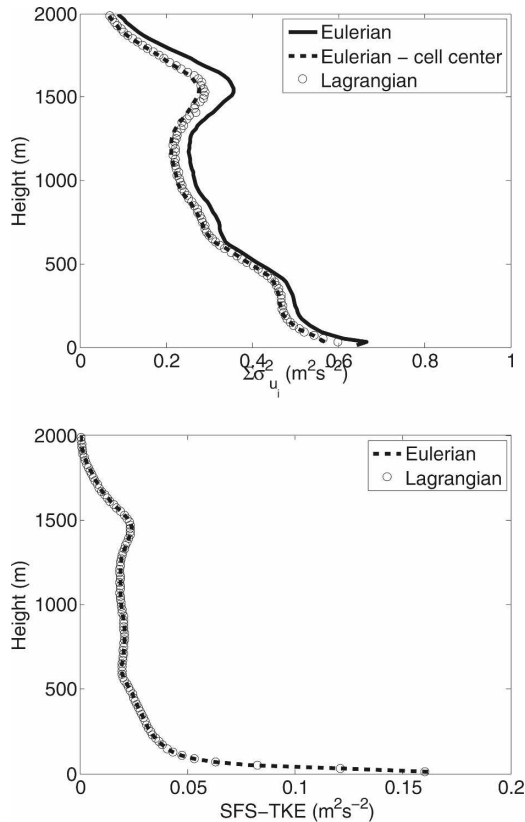 2000
1500
1000
500
0
Height (m)
Eulerian
Eulerian − cell center
Lagrangian
0 0.2 0.4 0.6 0.8 1
Σσ²uᵢ (m²s⁻²)
2000
1500
1000
500
0
Height (m)
Eulerian
Lagrangian
0 0.05 0.1 0.15 0.2
SFS−TKE (m²s⁻²)